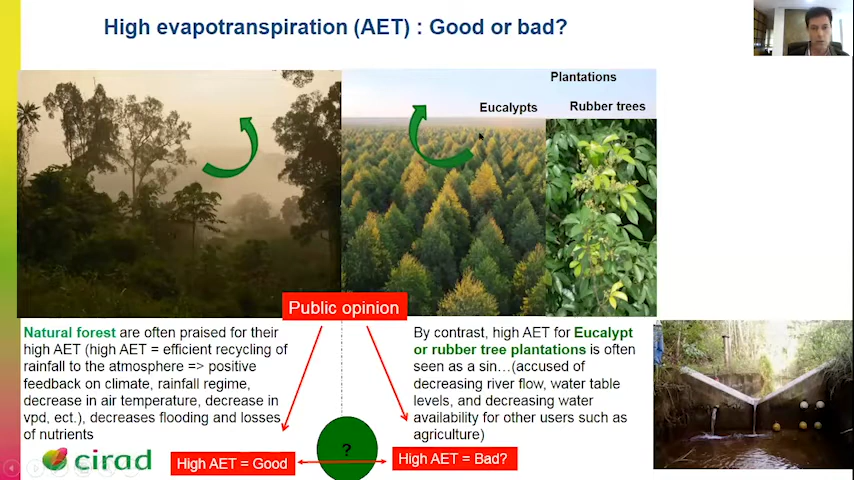 High evapotranspiration (AET) : Good or bad?
Plantations
Eucalypts
Rubber trees
Public opinion
Natural forest are often praised for their
high AET (high AET = efficient recycling of
rainfall to the atmosphere => positive
feedback on climate, rainfall regime,
decrease in air temperature, decrease in
vpd, ect.), decreases flooding and losses
of nutrients
By contrast, high AET for Eucalypt
or rubber tree plantations is often
seen as a sin…(accused of
decreasing river flow, water table
levels, and decreasing water
availability for other users such as
agriculture)
cirad
High AET = Good
?
High AET = Bad?